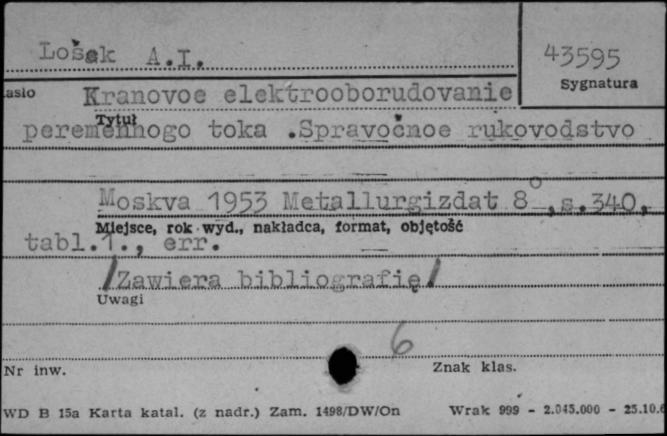 Lošak A.I.
43595
Sygnatura
asło Kranovoe elektrooborudovanie
Tytuł
peremennogo toka .Spravočnoe rukovodstvo
Moskva 1953 Metallurgizdat 8° ,s.340,
Miejsce, rok wyd., nakładca, format, objętość
tabl.1., err.
/Zawiera bibliografię/
Uwagi
6
Nr inw.
Znak klas.
WD B 15a Karta katal. (z nadr.) Zam. 1498/DW/On Wrak 999 - 2.045.000 - 25.10.6